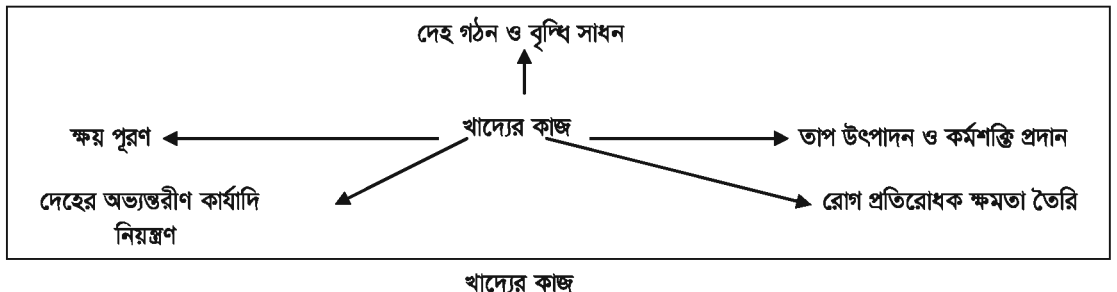 দেহ গঠন ও বৃদ্ধি সাধন
ক্ষয় পূরণ
খাদ্যের কাজ
তাপ উৎপাদন ও কর্মশক্তি প্রদান
দেহের অভ্যন্তরীণ কার্যাদি
নিয়ন্ত্রণ
রোগ প্রতিরোধক ক্ষমতা তৈরি
খাদ্যের কাজ